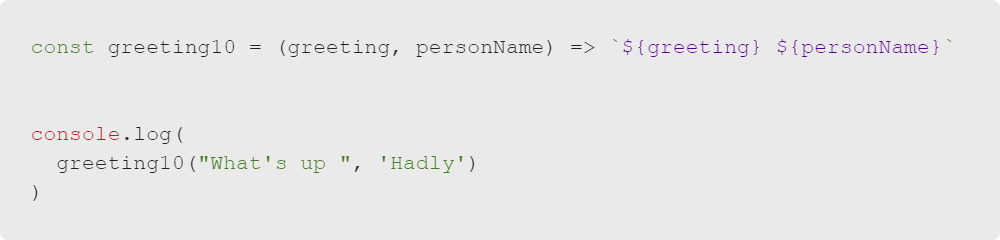 const greeting10 = (greeting, personName) => `${greeting} ${personName}`
console.log(
  greeting10("What's up ", 'Hadly')
)